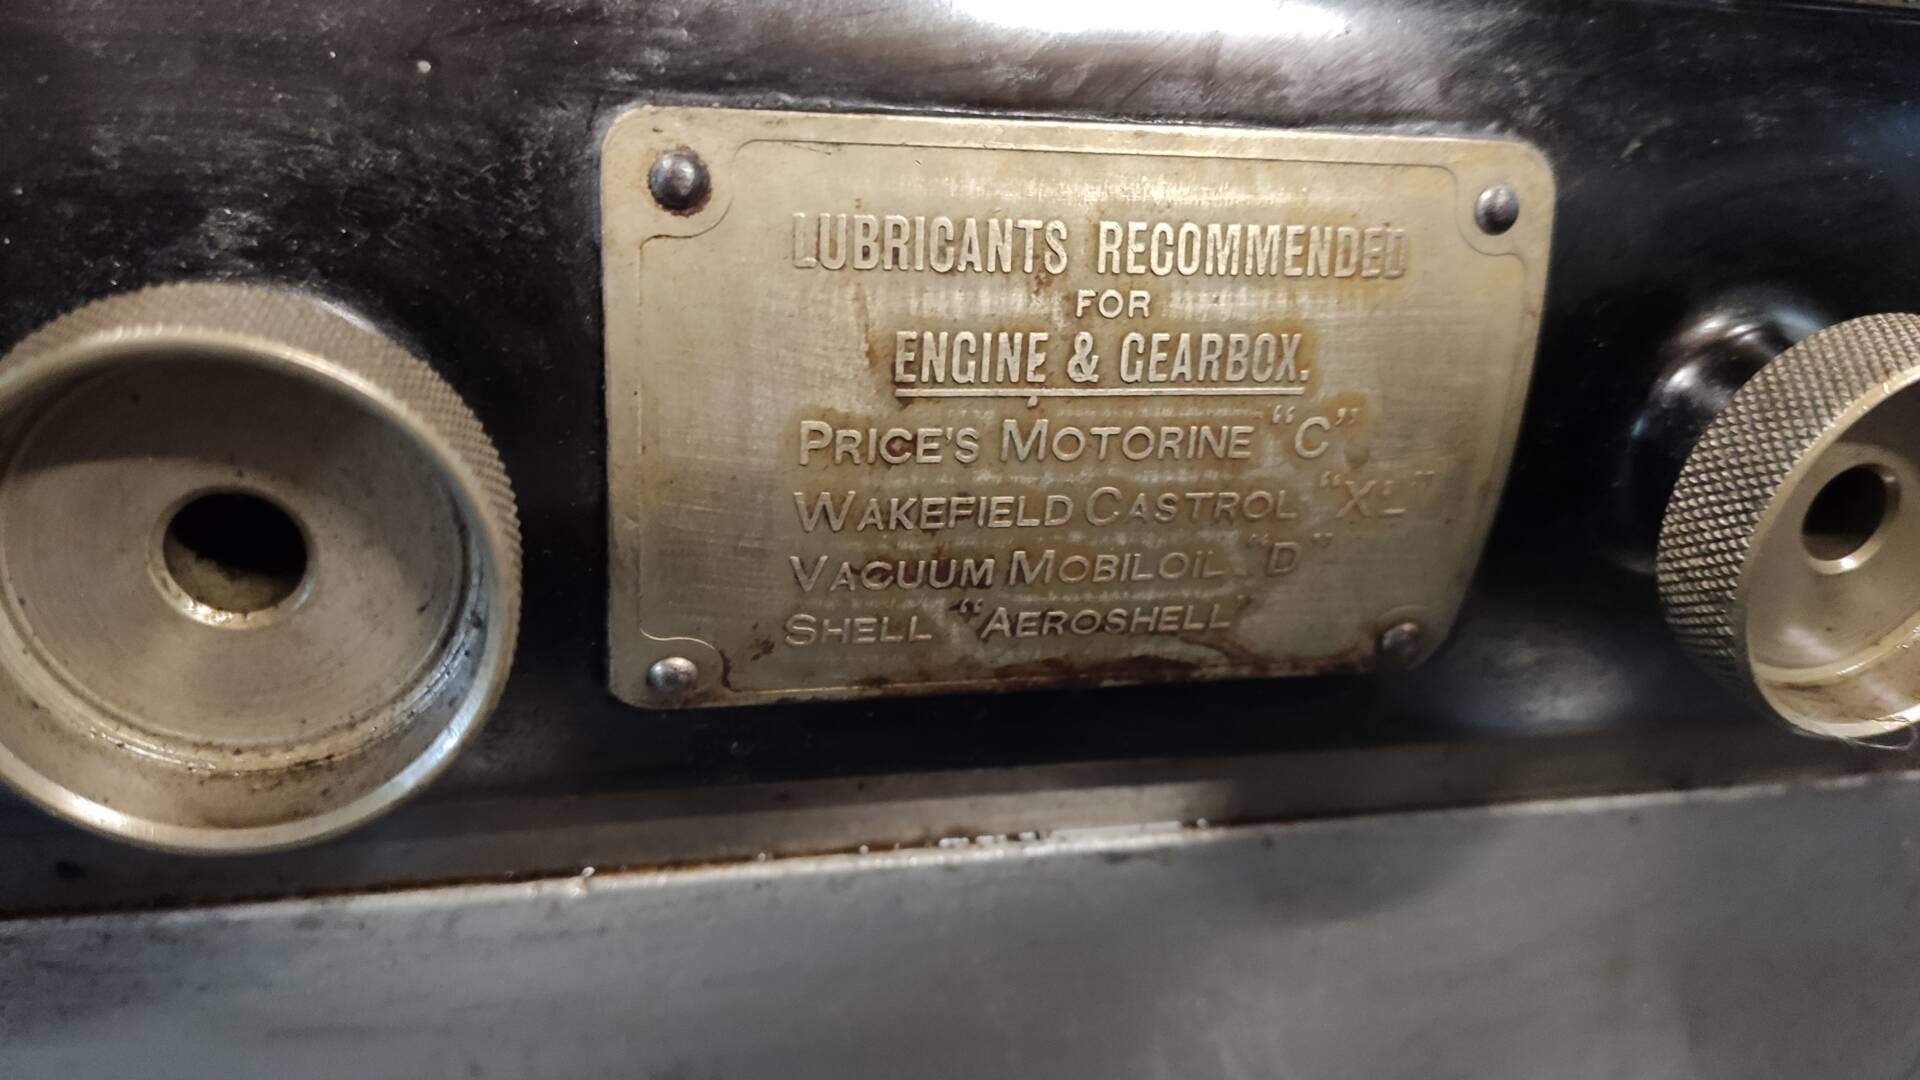 LUBRICANTS RECOMMENDED
FOR
ENGINE & GEARBOX.
PRICE'S MOTORINE "C"
WAKEFIELD CASTROL "XL"
VACUUM MOBILOIL "D"
SHELL "AEROSHELL"